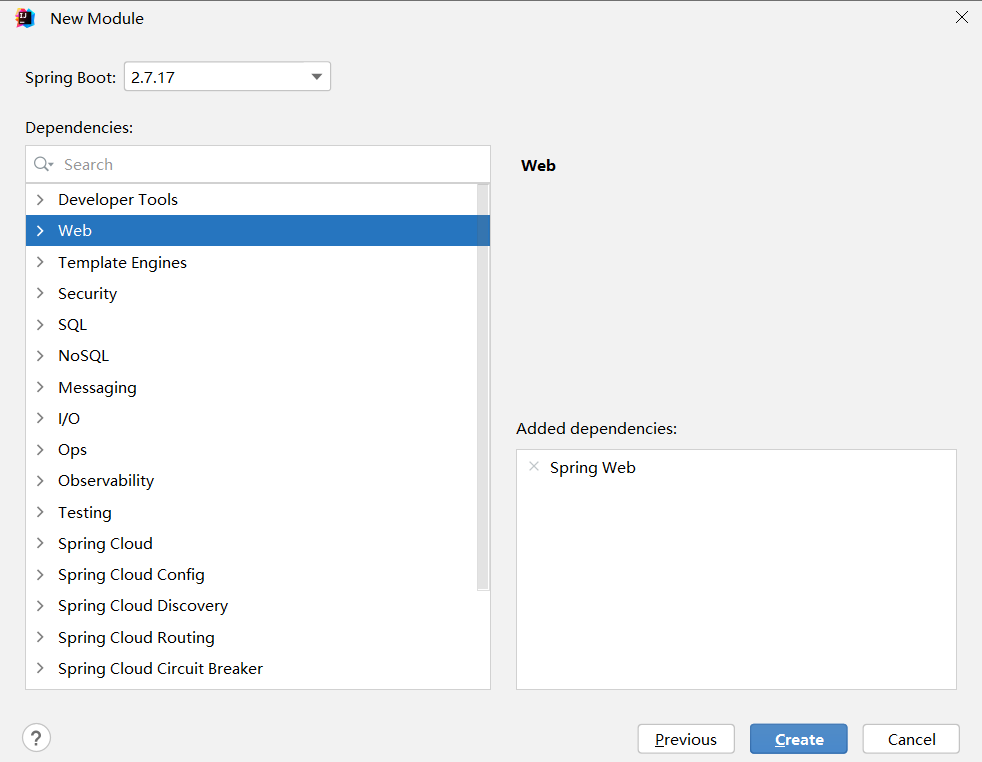 New Module
Spring Boot: 2.7.17
Dependencies:
Search
Developer Tools
Web
Template Engines
Security
SQL
NoSQL
Messaging
I/O
Ops
Observability
Testing
Spring Cloud
Spring Cloud Config
Spring Cloud Discovery
Spring Cloud Routing
Spring Cloud Circuit Breaker
Web
Added dependencies:
Spring Web
?
Previous
Create
Cancel